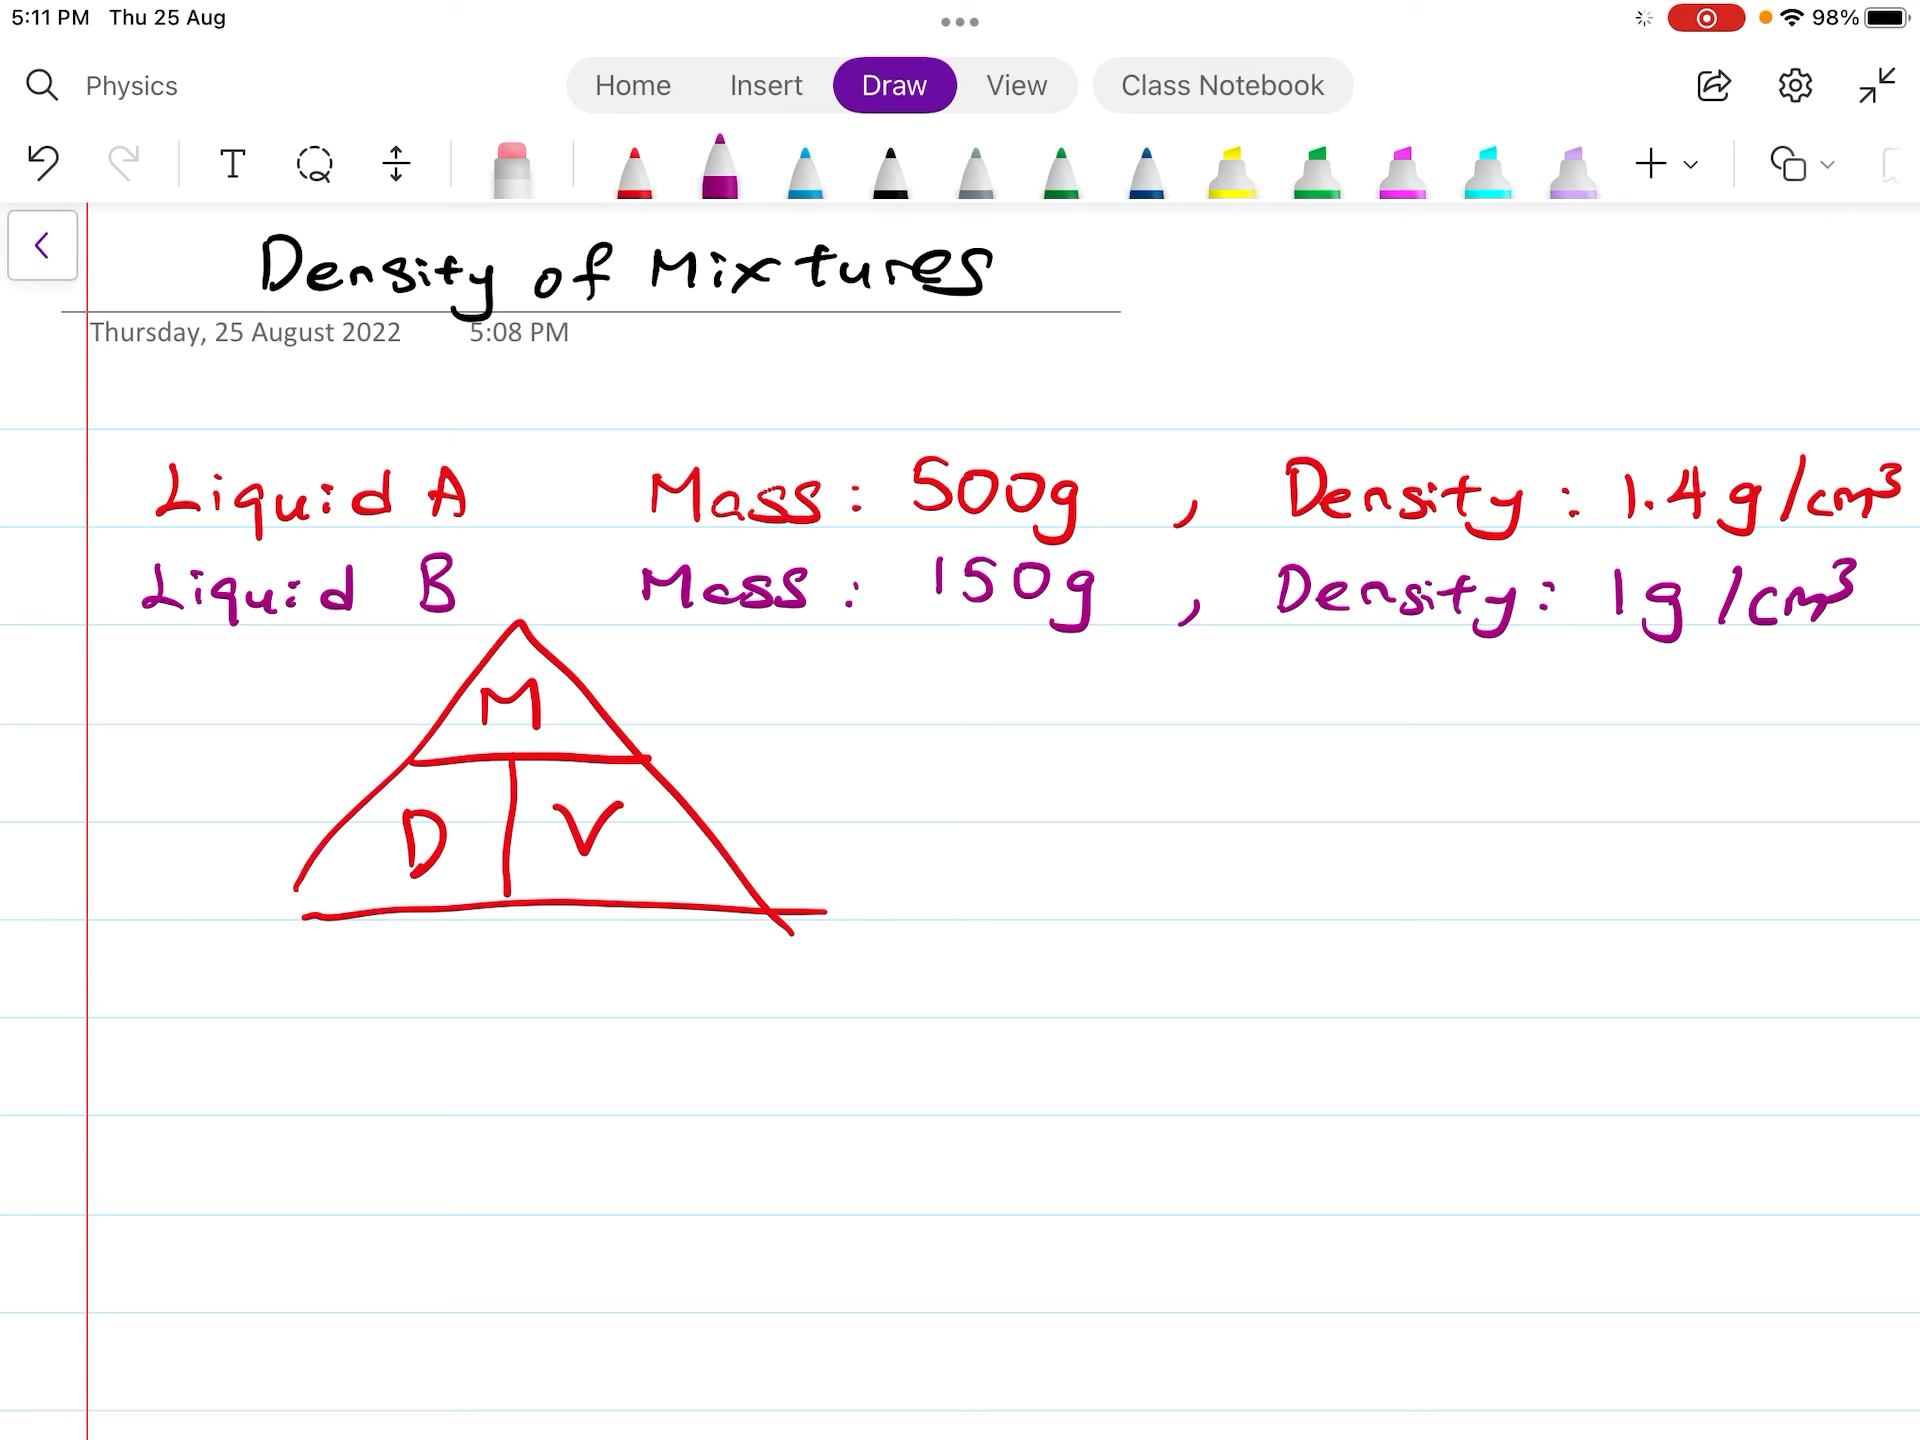 5:11 PM Thu 25 Aug 98%
Physics Home Insert Draw View Class Notebook
T
Density of Mixtures
Thursday, 25 August 2022 5:08 PM
Liquid A Mass: 500g , Density: 1.4g/cm³
Liquid B Mass: 150g , Density: 1g/cm³
M
D V